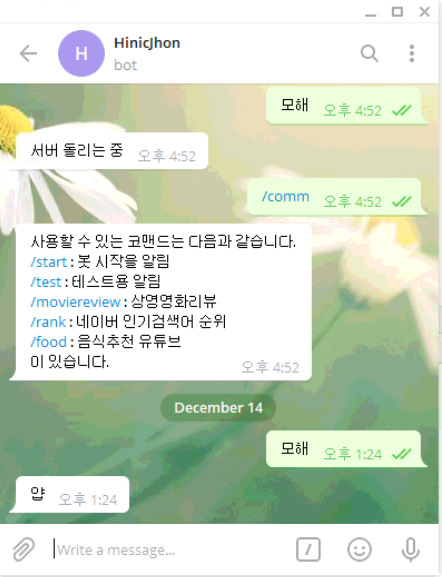 HinicJhon
H
bot
모해 오후 4:52
서버 돌리는 중 오후 4:52
/comm 오후 4:52
사용할 수 있는 코맨드는 다음과 같습니다.
/start : 봇 시작을 알림
/test : 테스트용 알림
/moviereview : 상영영화리뷰
/rank : 네이버 인기검색어 순위
/food : 음식추천 유튜브
이 있습니다.
오후 4:52
December 14
모해 오후 1:24
얍 오후 1:24
Write a message...